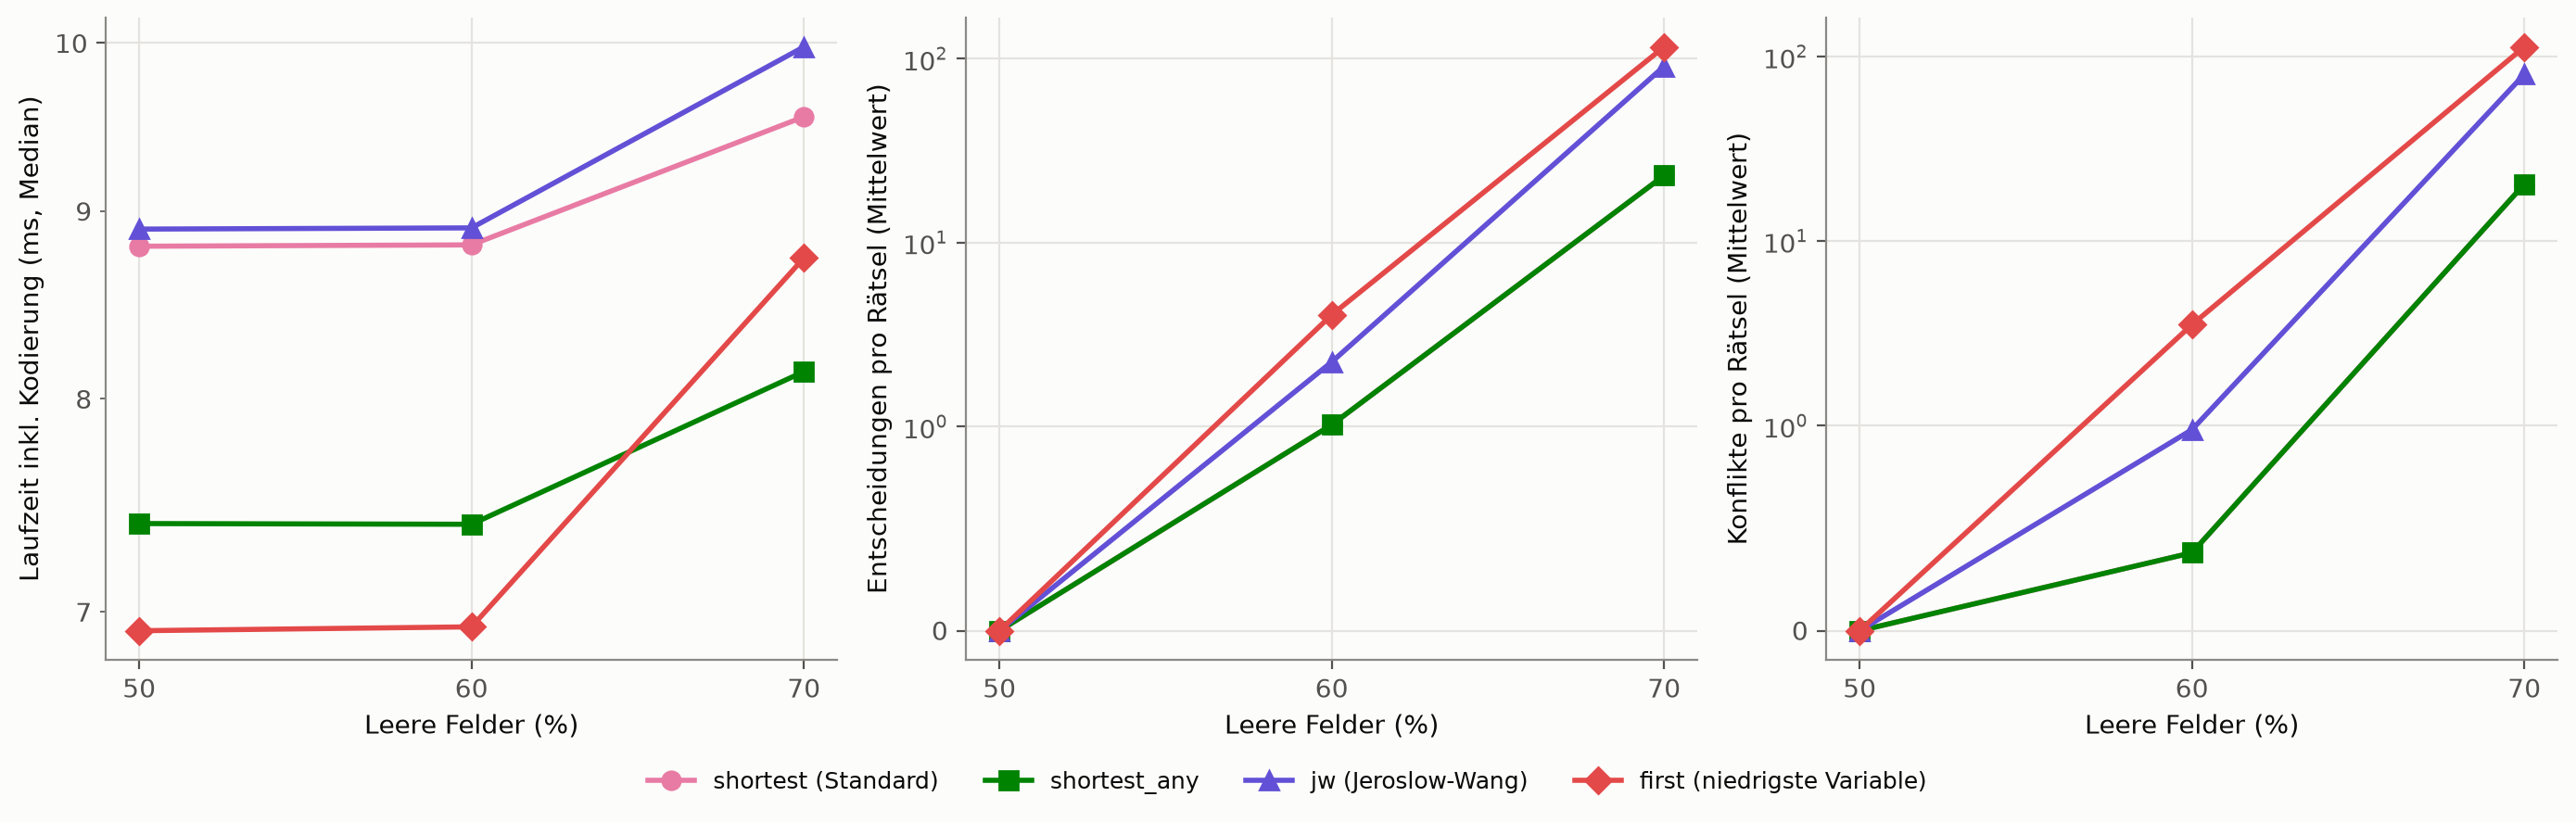 Laufzeit inkl. Kodierung (ms, Median)
10
9
8
7
50 60 70
Leere Felder (%)
Entscheidungen pro Rätsel (Mittelwert)
10²
10¹
10⁰
0
50 60 70
Leere Felder (%)
Konflikte pro Rätsel (Mittelwert)
10²
10¹
10⁰
0
50 60 70
Leere Felder (%)
shortest (Standard) shortest_any jw (Jeroslow-Wang) first (niedrigste Variable)